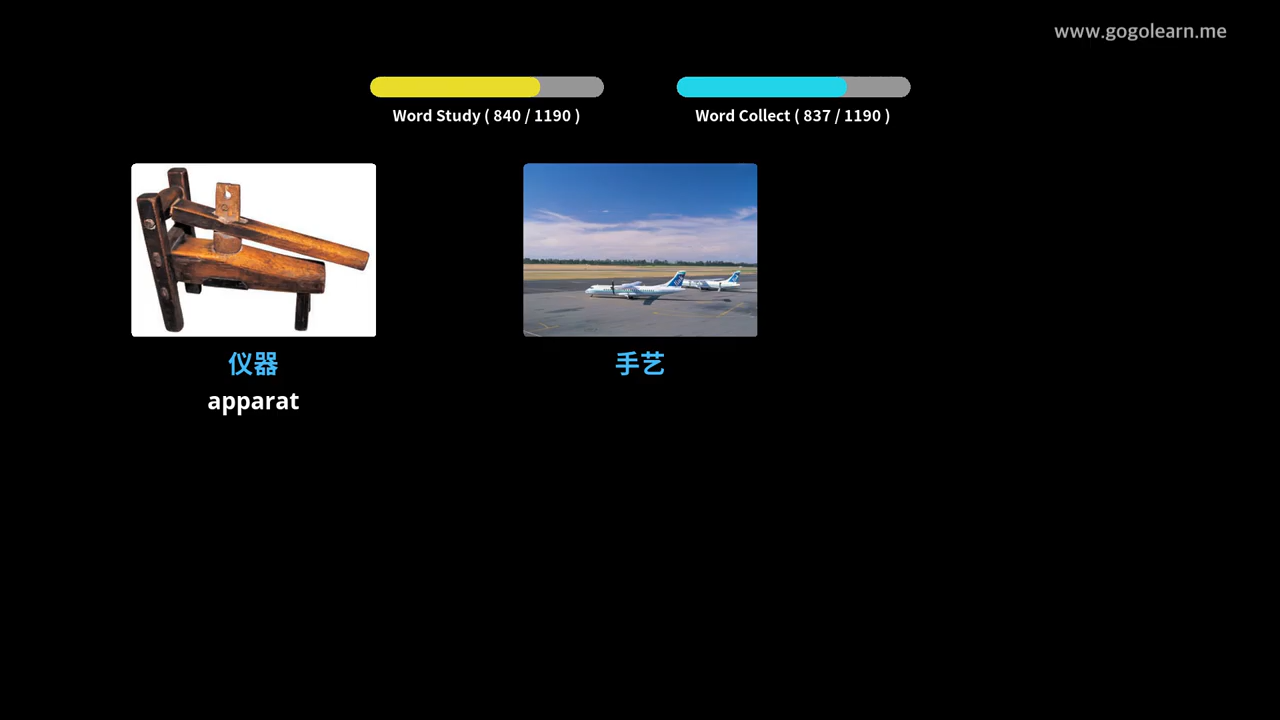 www.gogolearn.me
Word Study ( 840 / 1190 )
Word Collect ( 837 / 1190 )
仪器
手艺
apparat